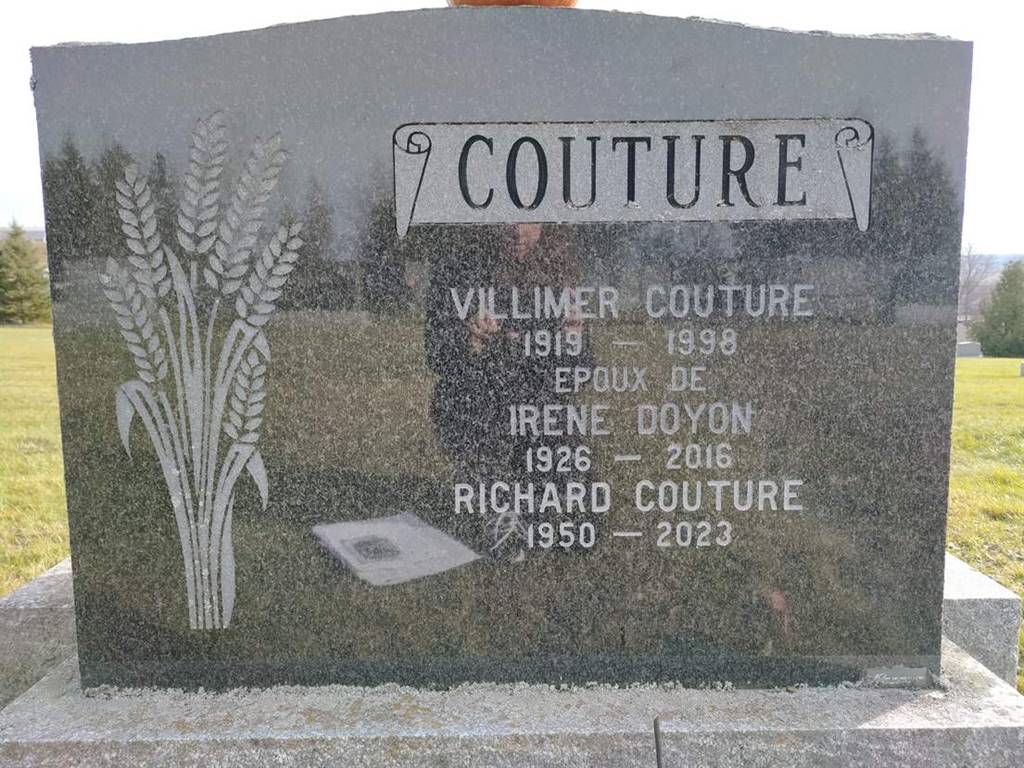 COUTURE
VILLIMER COUTURE
1919 — 1998
EPOUX DE
IRENE DOYON
1926 — 2016
RICHARD COUTURE
1950 — 2023